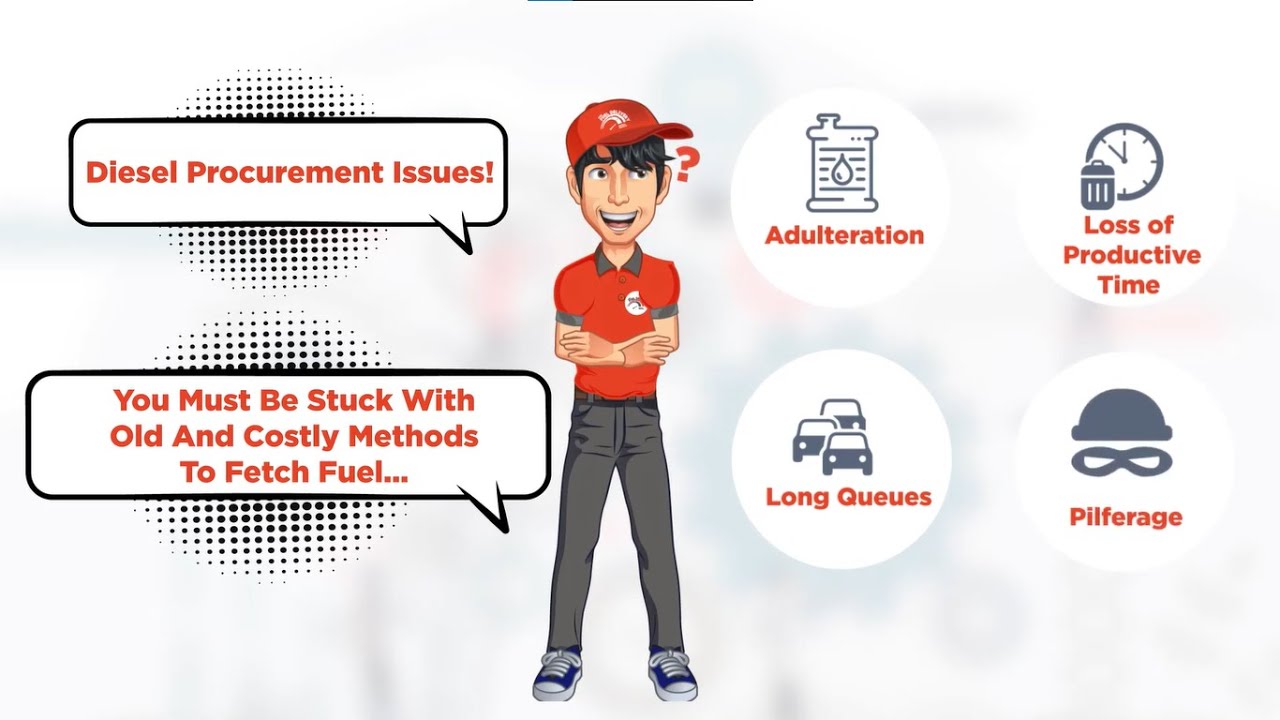 Diesel Procurement Issues!
You Must Be Stuck With
Old And Costly Methods
To Fetch Fuel...
?
Adulteration
Loss of
Productive
Time
Long Queues
Pilferage